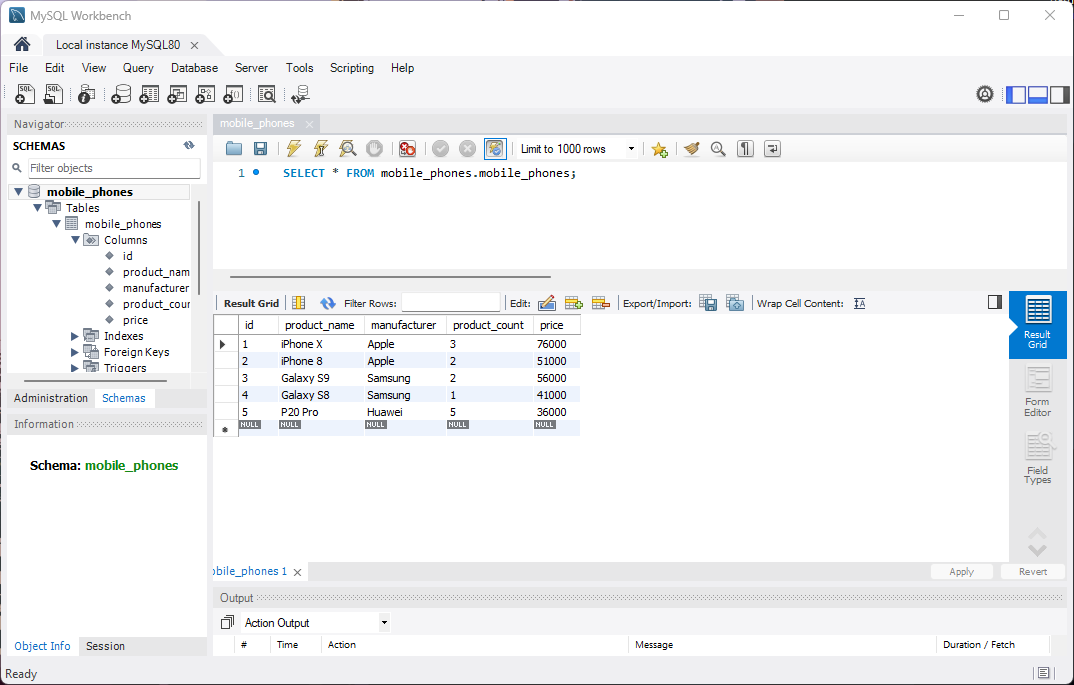 MySQL Workbench
Local instance MySQL80
File Edit View Query Database Server Tools Scripting Help
Navigator
SCHEMAS
Filter objects
mobile_phones
Tables
mobile_phones
Columns
id
product_nam
manufacturer
product_cour
price
Indexes
Foreign Keys
Triggers
Administration Schemas
Information
Schema: mobile_phones
Object Info Session
Ready
mobile_phones
Limit to 1000 rows
1 SELECT * FROM mobile_phones.mobile_phones;
Result Grid Filter Rows: Edit: Export/Import: Wrap Cell Content:
id product_name manufacturer product_count price
1 iPhone X Apple 3 76000
2 iPhone 8 Apple 2 51000
3 Galaxy S9 Samsung 2 56000
4 Galaxy S8 Samsung 1 41000
5 P20 Pro Huawei 5 36000
NULL NULL NULL NULL NULL
Result
Grid
Form
Editor
Field
Types
obile_phones 1
Apply Revert
Output
Action Output
# Time Action Message Duration / Fetch